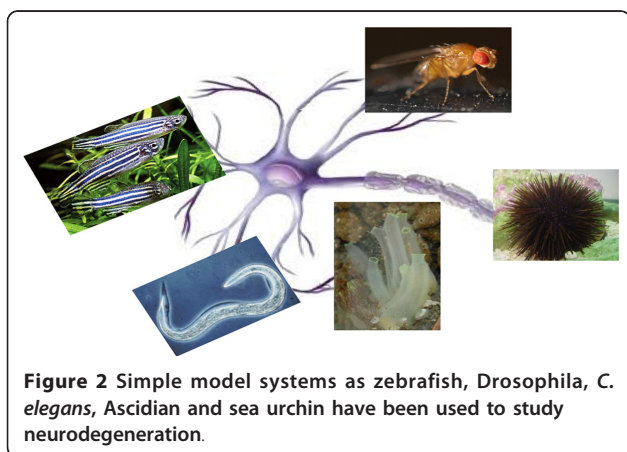 Figure 2 Simple model systems as zebrafish, Drosophila, C.
elegans, Ascidian and sea urchin have been used to study
neurodegeneration.